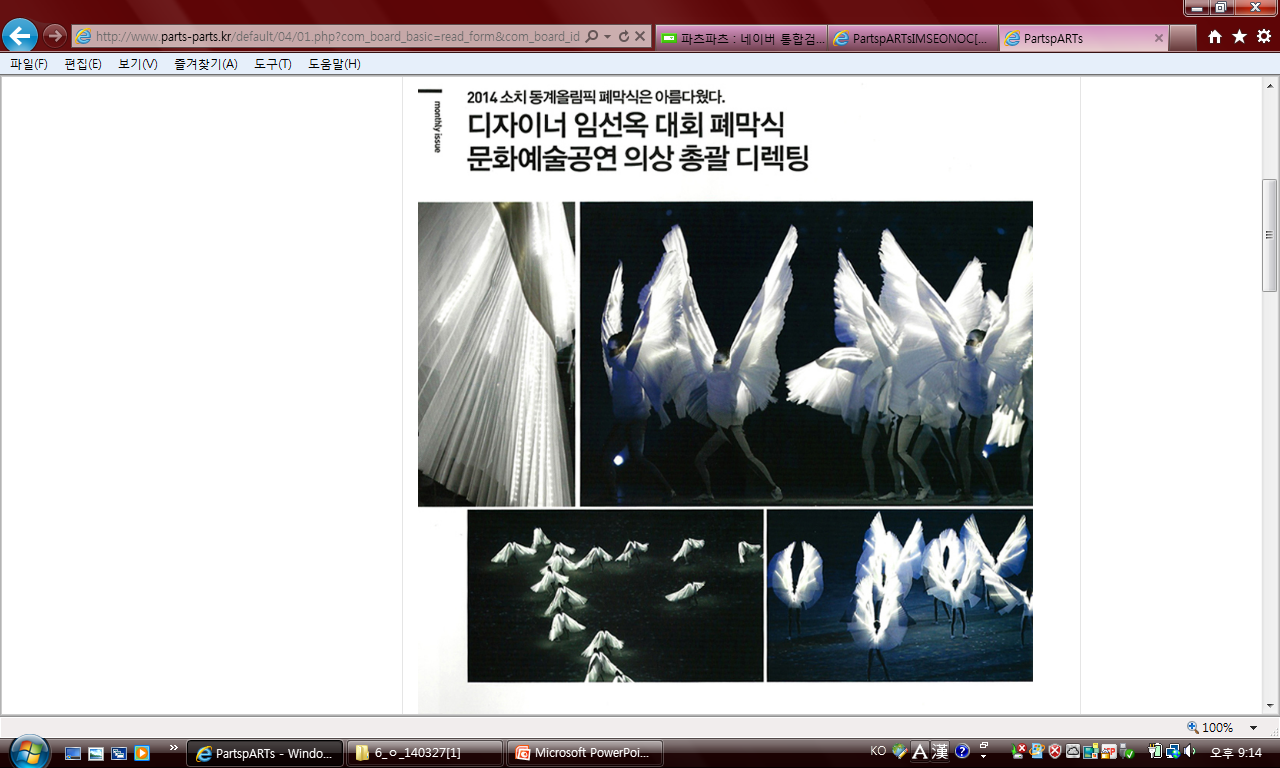 http://www.parts-parts.kr/default/04/01.php?com_board_basic=read_form&com_board_id
파츠파츠 : 네이버 통합검...
PartspARTsIMSEONOC[...
PartspARTs
파일(F) 편집(E) 보기(V) 즐겨찾기(A) 도구(T) 도움말(H)
monthly issue
2014 소치 동계올림픽 폐막식은 아름다웠다.
디자이너 임선옥 대회 폐막식
문화예술공연 의상 총괄 디렉팅
100%
PartspARTs - Windo...
6_ㅇ_140327[1]
Microsoft PowerPoi...
KO
A 漢
오후 9:14